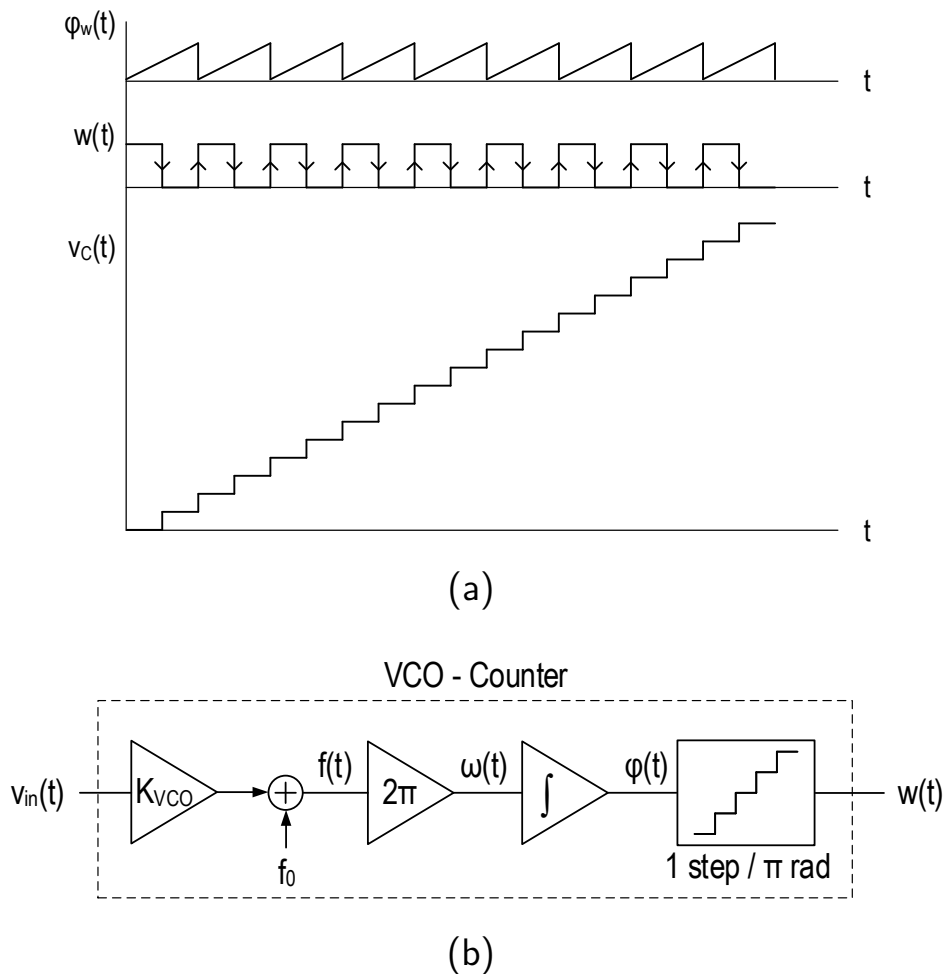 φw(t)
t
w(t)
t
vC(t)
t
(a)
VCO - Counter
vin(t)
KVCO
f(t)
2π
ω(t)
∫
φ(t)
w(t)
f0
1 step / π rad
(b)